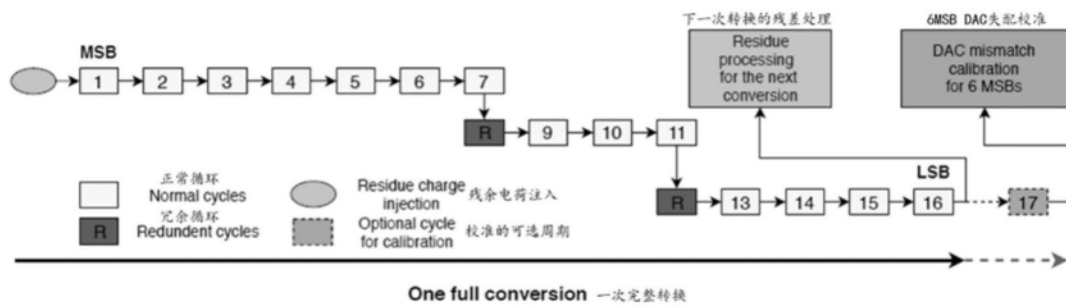 下一次转换的残差处理
6MSB DAC失配校准
MSB
Residue
processing
for the next
conversion
DAC mismatch
calibration
for 6 MSBs
1
2
3
4
5
6
7
R
9
10
11
正常循环
Normal cycles
Residue charge
injection
残余电荷注入
LSB
R
13
14
15
16
17
R
冗余循环
Redundent cycles
Optional cycle
for calibration
校准的可选周期
One full conversion 一次完整转换